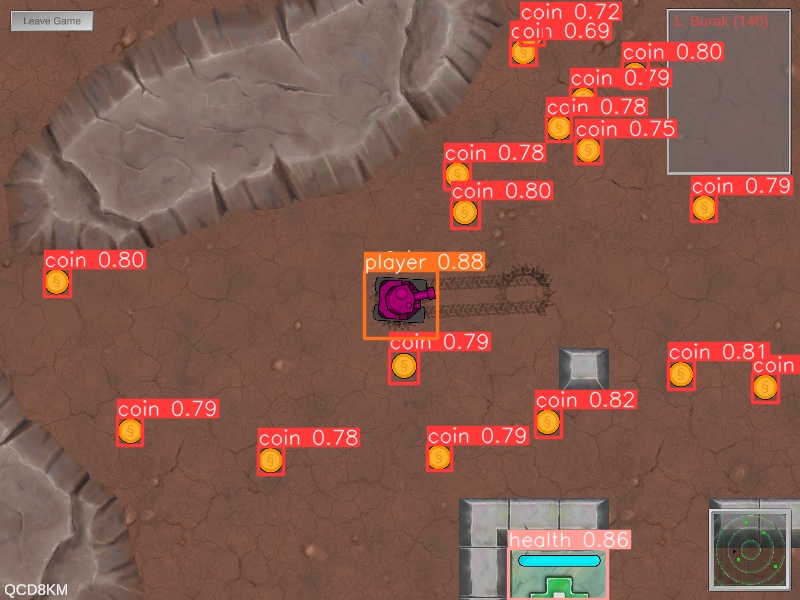 Leave Game
coin 0.72
coin 0.69
1. Burak (140)
coin 0.80
coin 0.79
coin 0.78
coin 0.75
coin 0.78
coin 0.80
coin 0.79
coin 0.80
player 0.88
coin 0.79
coin 0.81
coin
coin 0.82
coin 0.79
coin 0.78
coin 0.79
health 0.86
QCD8KM